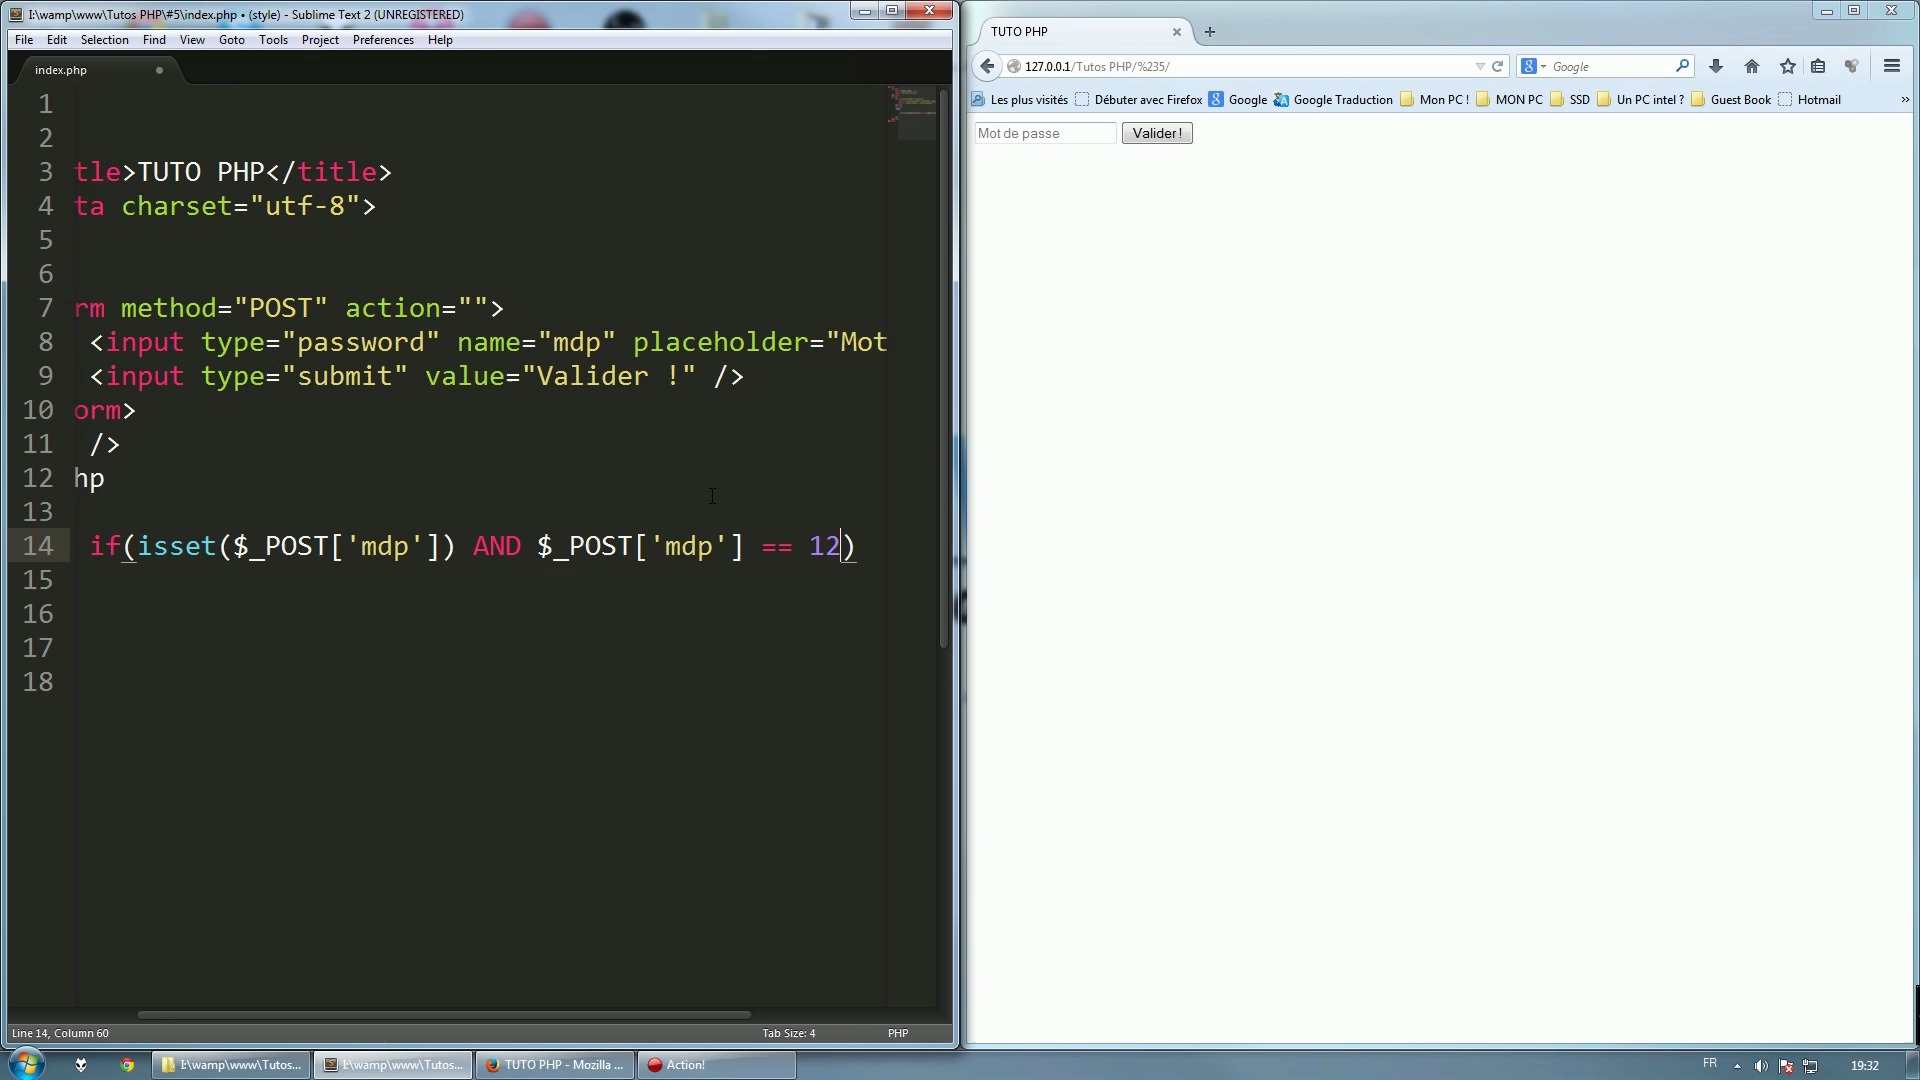 I:\wamp\www\Tutos PHP\#5\index.php • (style) - Sublime Text 2 (UNREGISTERED)
File Edit Selection Find View Goto Tools Project Preferences Help
index.php
1
2
3 tle>TUTO PHP</title>
4 ta charset="utf-8">
5
6
7 rm method="POST" action="">
8 <input type="password" name="mdp" placeholder="Mot
9 <input type="submit" value="Valider !" />
10 orm>
11 />
12 hp
13
14 if(isset($_POST['mdp']) AND $_POST['mdp'] == 12)
15
16
17
18
Line 14, Column 60 Tab Size: 4 PHP
TUTO PHP
127.0.0.1/Tutos PHP/%235/ Google
Les plus visités Débuter avec Firefox Google Google Traduction Mon PC ! MON PC SSD Un PC intel ? Guest Book Hotmail »
Mot de passe Valider !
I:\wamp\www\Tutos... I:\wamp\www\Tutos... TUTO PHP - Mozilla ... Action! FR 19:32